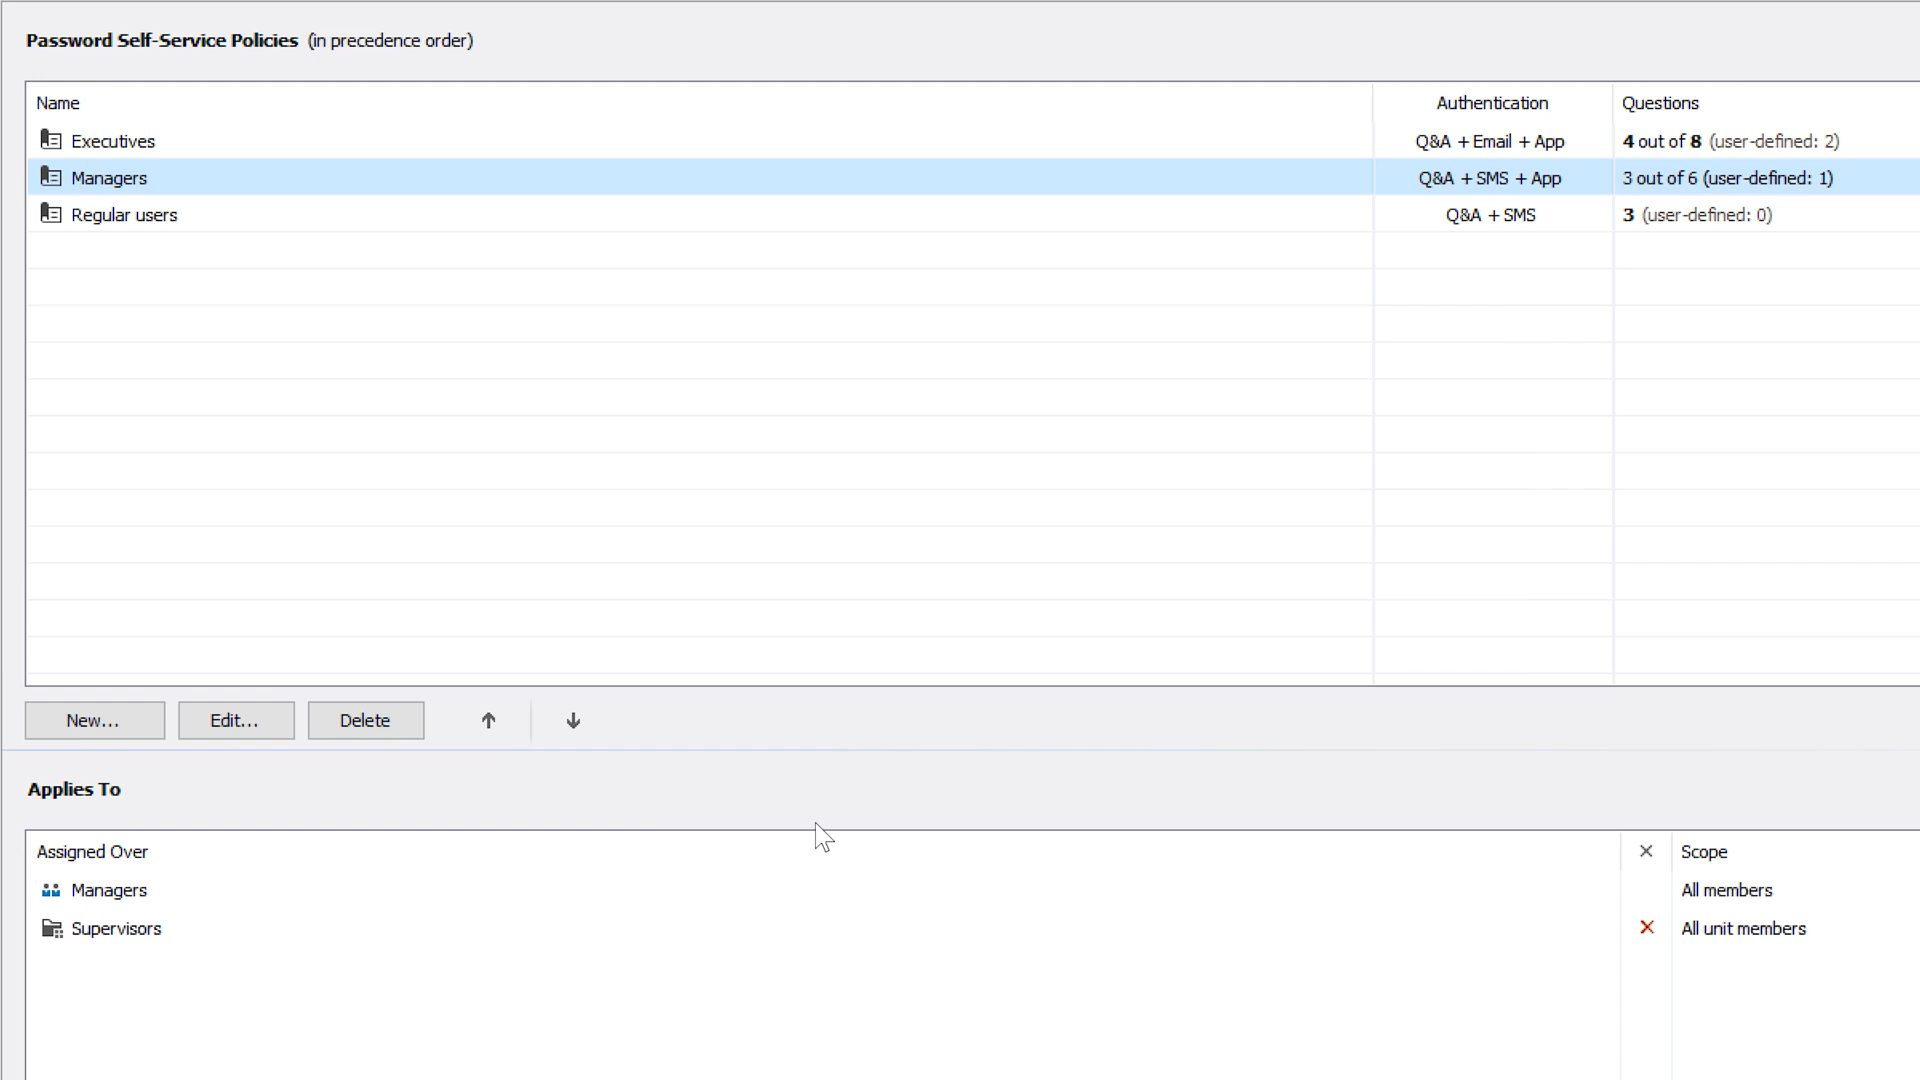 Password Self-Service Policies (in precedence order)
Name Authentication Questions
Executives Q&A + Email + App 4 out of 8 (user-defined: 2)
Managers Q&A + SMS + App 3 out of 6 (user-defined: 1)
Regular users Q&A + SMS 3 (user-defined: 0)
New... Edit... Delete
Applies To
Assigned Over Scope
Managers All members
Supervisors All unit members